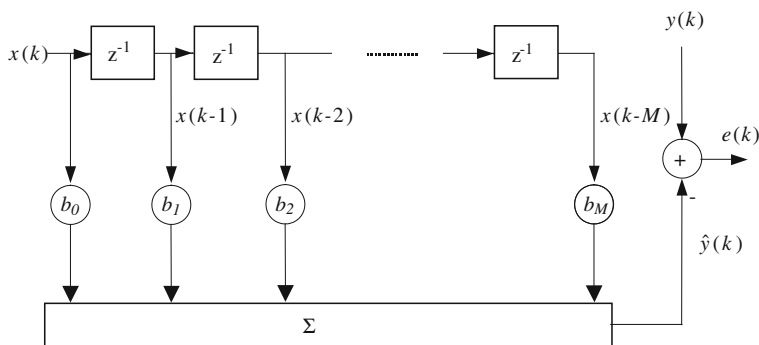 y(k)
x(k) z⁻¹ z⁻¹ ........... z⁻¹
x(k-1) x(k-2) x(k-M) e(k)
+
b₀ b₁ b₂ b_M -
ŷ(k)
Σ